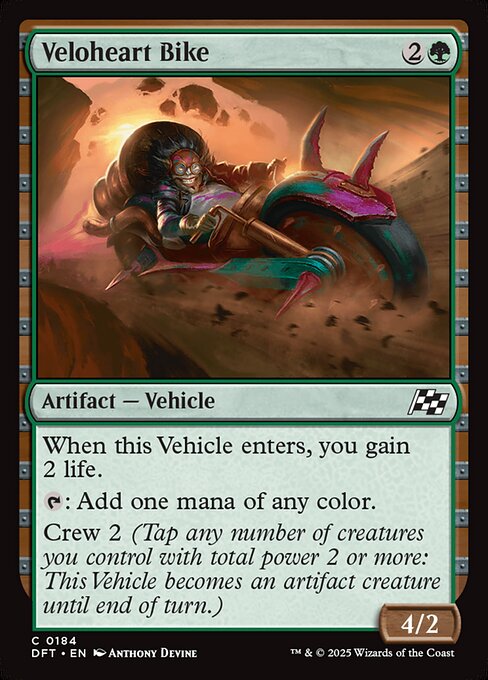 Veloheart Bike 2
Artifact — Vehicle
When this Vehicle enters, you gain
2 life.
: Add one mana of any color.
Crew 2 (Tap any number of creatures
you control with total power 2 or more:
This Vehicle becomes an artifact creature
until end of turn.)
4/2
C 0184
DFT • EN Anthony Devine
™ & © 2025 Wizards of the Coast